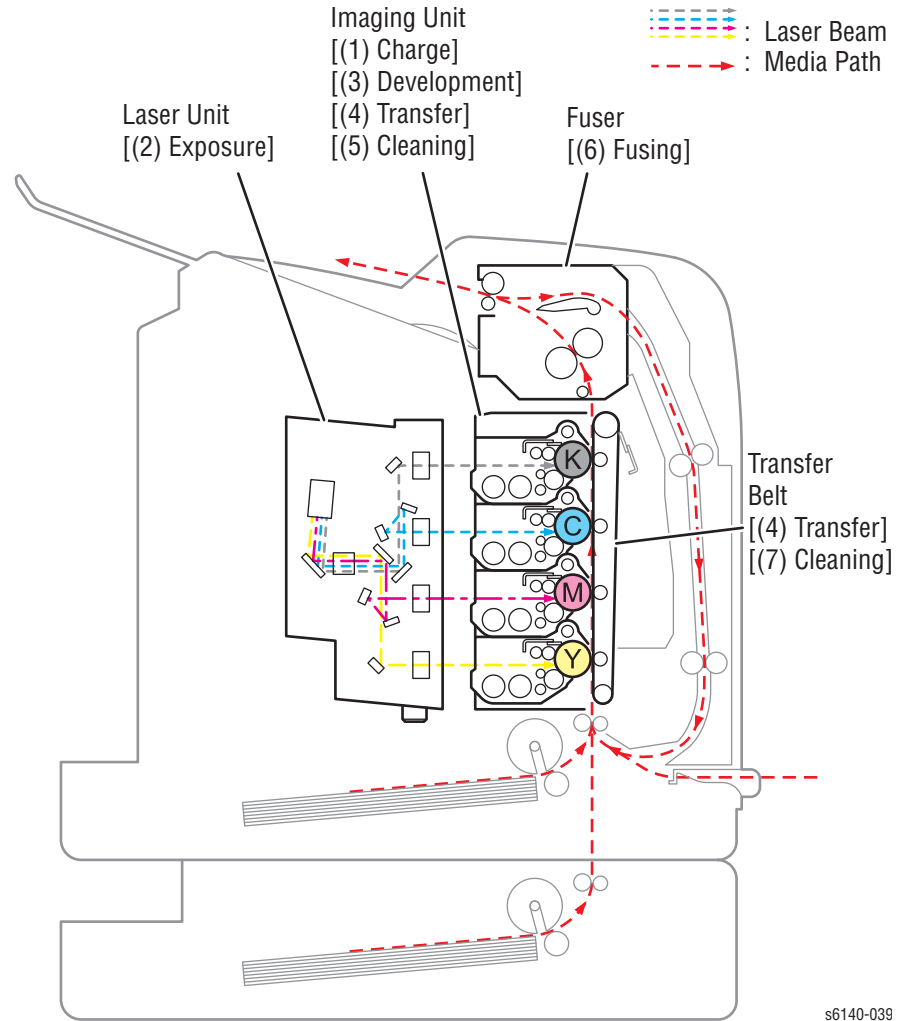 Imaging Unit
[(1) Charge]
[(3) Development]
[(4) Transfer]
[(5) Cleaning]
: Laser Beam
: Media Path
Laser Unit
[(2) Exposure]
Fuser
[(6) Fusing]
K
C
M
Y
Transfer
Belt
[(4) Transfer]
[(7) Cleaning]
s6140-039